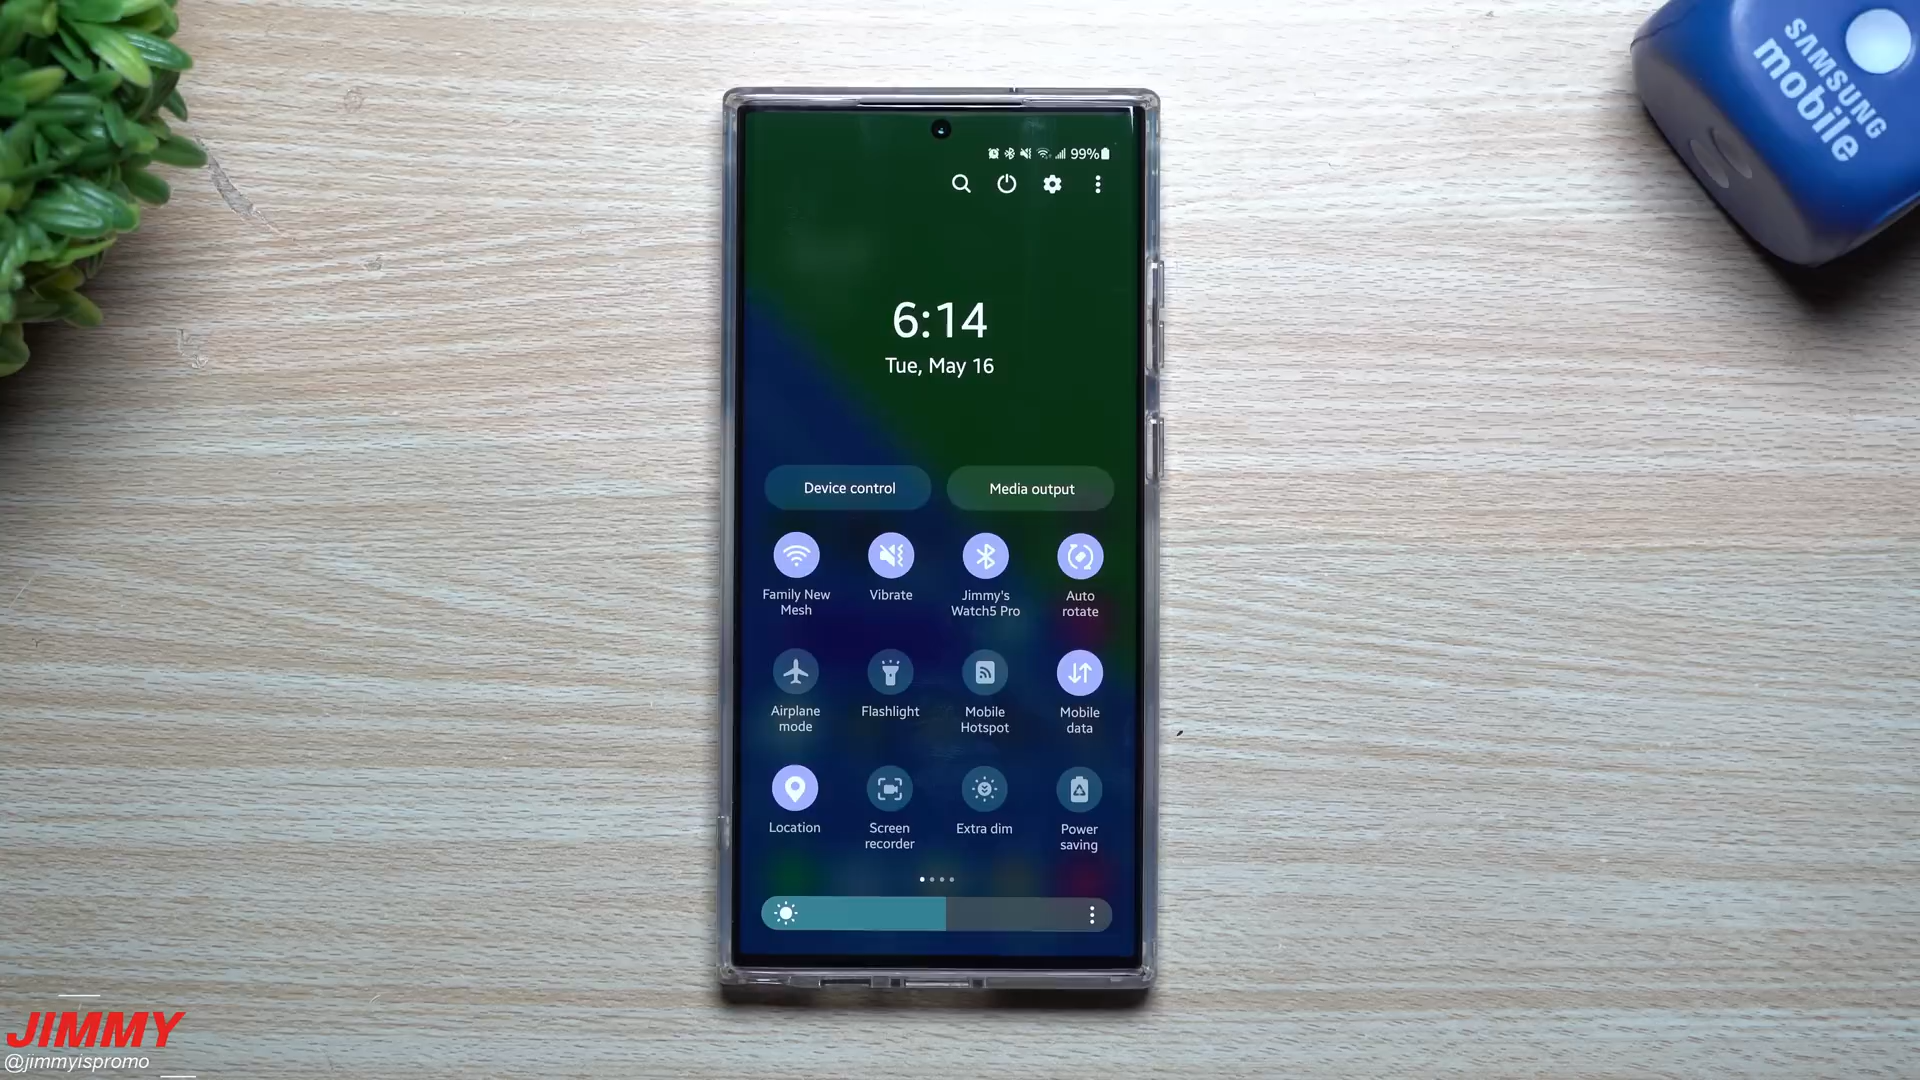 SAMSUNG
mobile
99%
6:14
Tue, May 16
Device control
Media output
Family New
Mesh
Vibrate
Jimmy's
Watch5 Pro
Auto
rotate
Airplane
mode
Flashlight
Mobile
Hotspot
Mobile
data
Location
Screen
recorder
Extra dim
Power
saving
JIMMY
@jimmyispromo